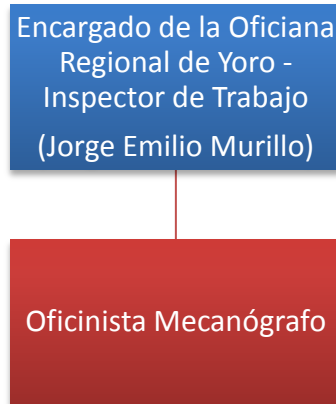 Encargado de la Oficiana
Regional de Yoro -
Inspector de Trabajo
(Jorge Emilio Murillo)
Oficinista Mecanógrafo